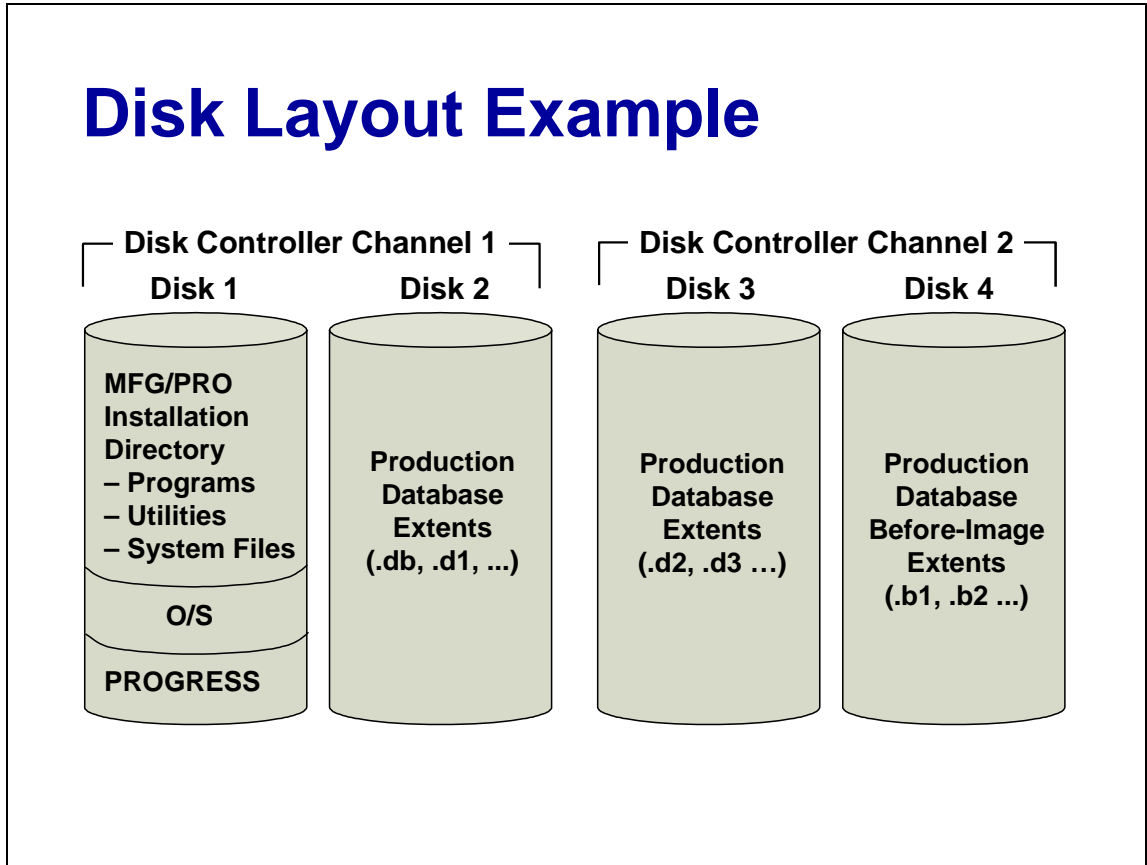 Disk Layout Example
Disk Controller Channel 1
Disk Controller Channel 2
Disk 1
Disk 2
Disk 3
Disk 4
MFG/PRO
Installation
Directory
– Programs
– Utilities
– System Files
O/S
PROGRESS
Production
Database
Extents
(.db, .d1, ...)
Production
Database
Extents
(.d2, .d3 …)
Production
Database
Before-Image
Extents
(.b1, .b2 ...)